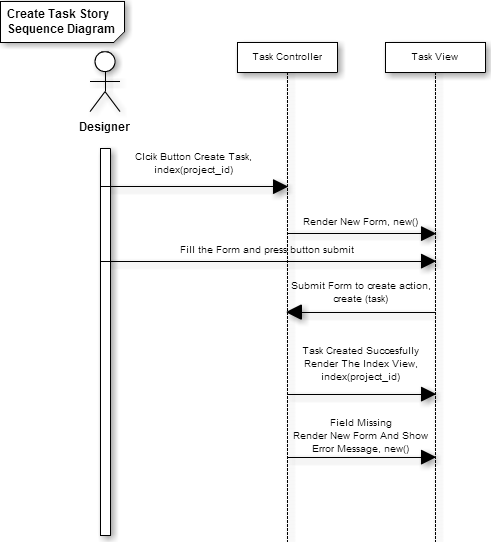 Create Task Story
Sequence Diagram
Task Controller
Task View
Designer
Clcik Button Create Task,
index(project_id)
Render New Form, new()
Fill the Form and press button submit
Submit Form to create action,
create (task)
Task Created Succesfully
Render The Index View,
index(project_id)
Field Missing
Render New Form And Show
Error Message, new()